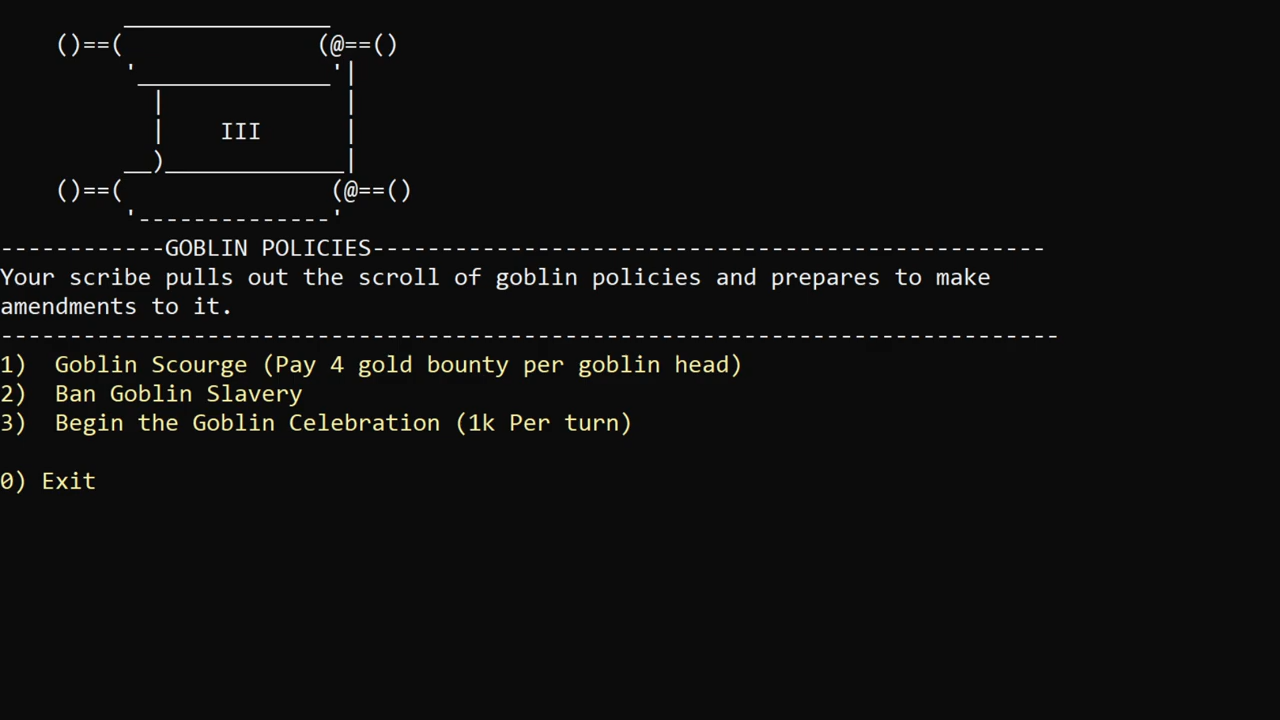 III
------------GOBLIN POLICIES-------------------------------------------------
Your scribe pulls out the scroll of goblin policies and prepares to make
amendments to it.
1)  Goblin Scourge (Pay 4 gold bounty per goblin head)
2)  Ban Goblin Slavery
3)  Begin the Goblin Celebration (1k Per turn)
0) Exit